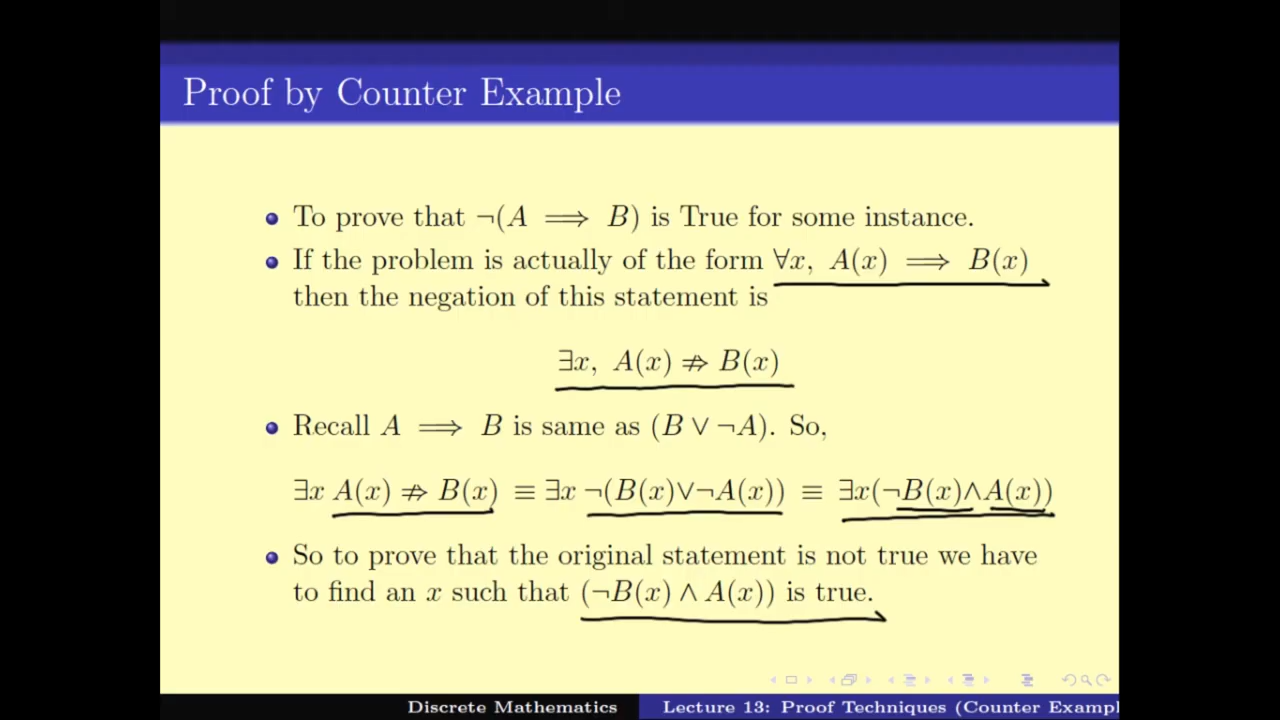 Proof by Counter Example
To prove that ¬(A ⟹ B) is True for some instance.
If the problem is actually of the form ∀x, A(x) ⟹ B(x)
then the negation of this statement is
∃x, A(x) ⇏ B(x)
Recall A ⟹ B is same as (B ∨ ¬A). So,
∃x A(x) ⇏ B(x) ≡ ∃x ¬(B(x)∨¬A(x)) ≡ ∃x(¬B(x)∧A(x))
So to prove that the original statement is not true we have
to find an x such that (¬B(x) ∧ A(x)) is true.
Discrete Mathematics
Lecture 13: Proof Techniques (Counter Exampl